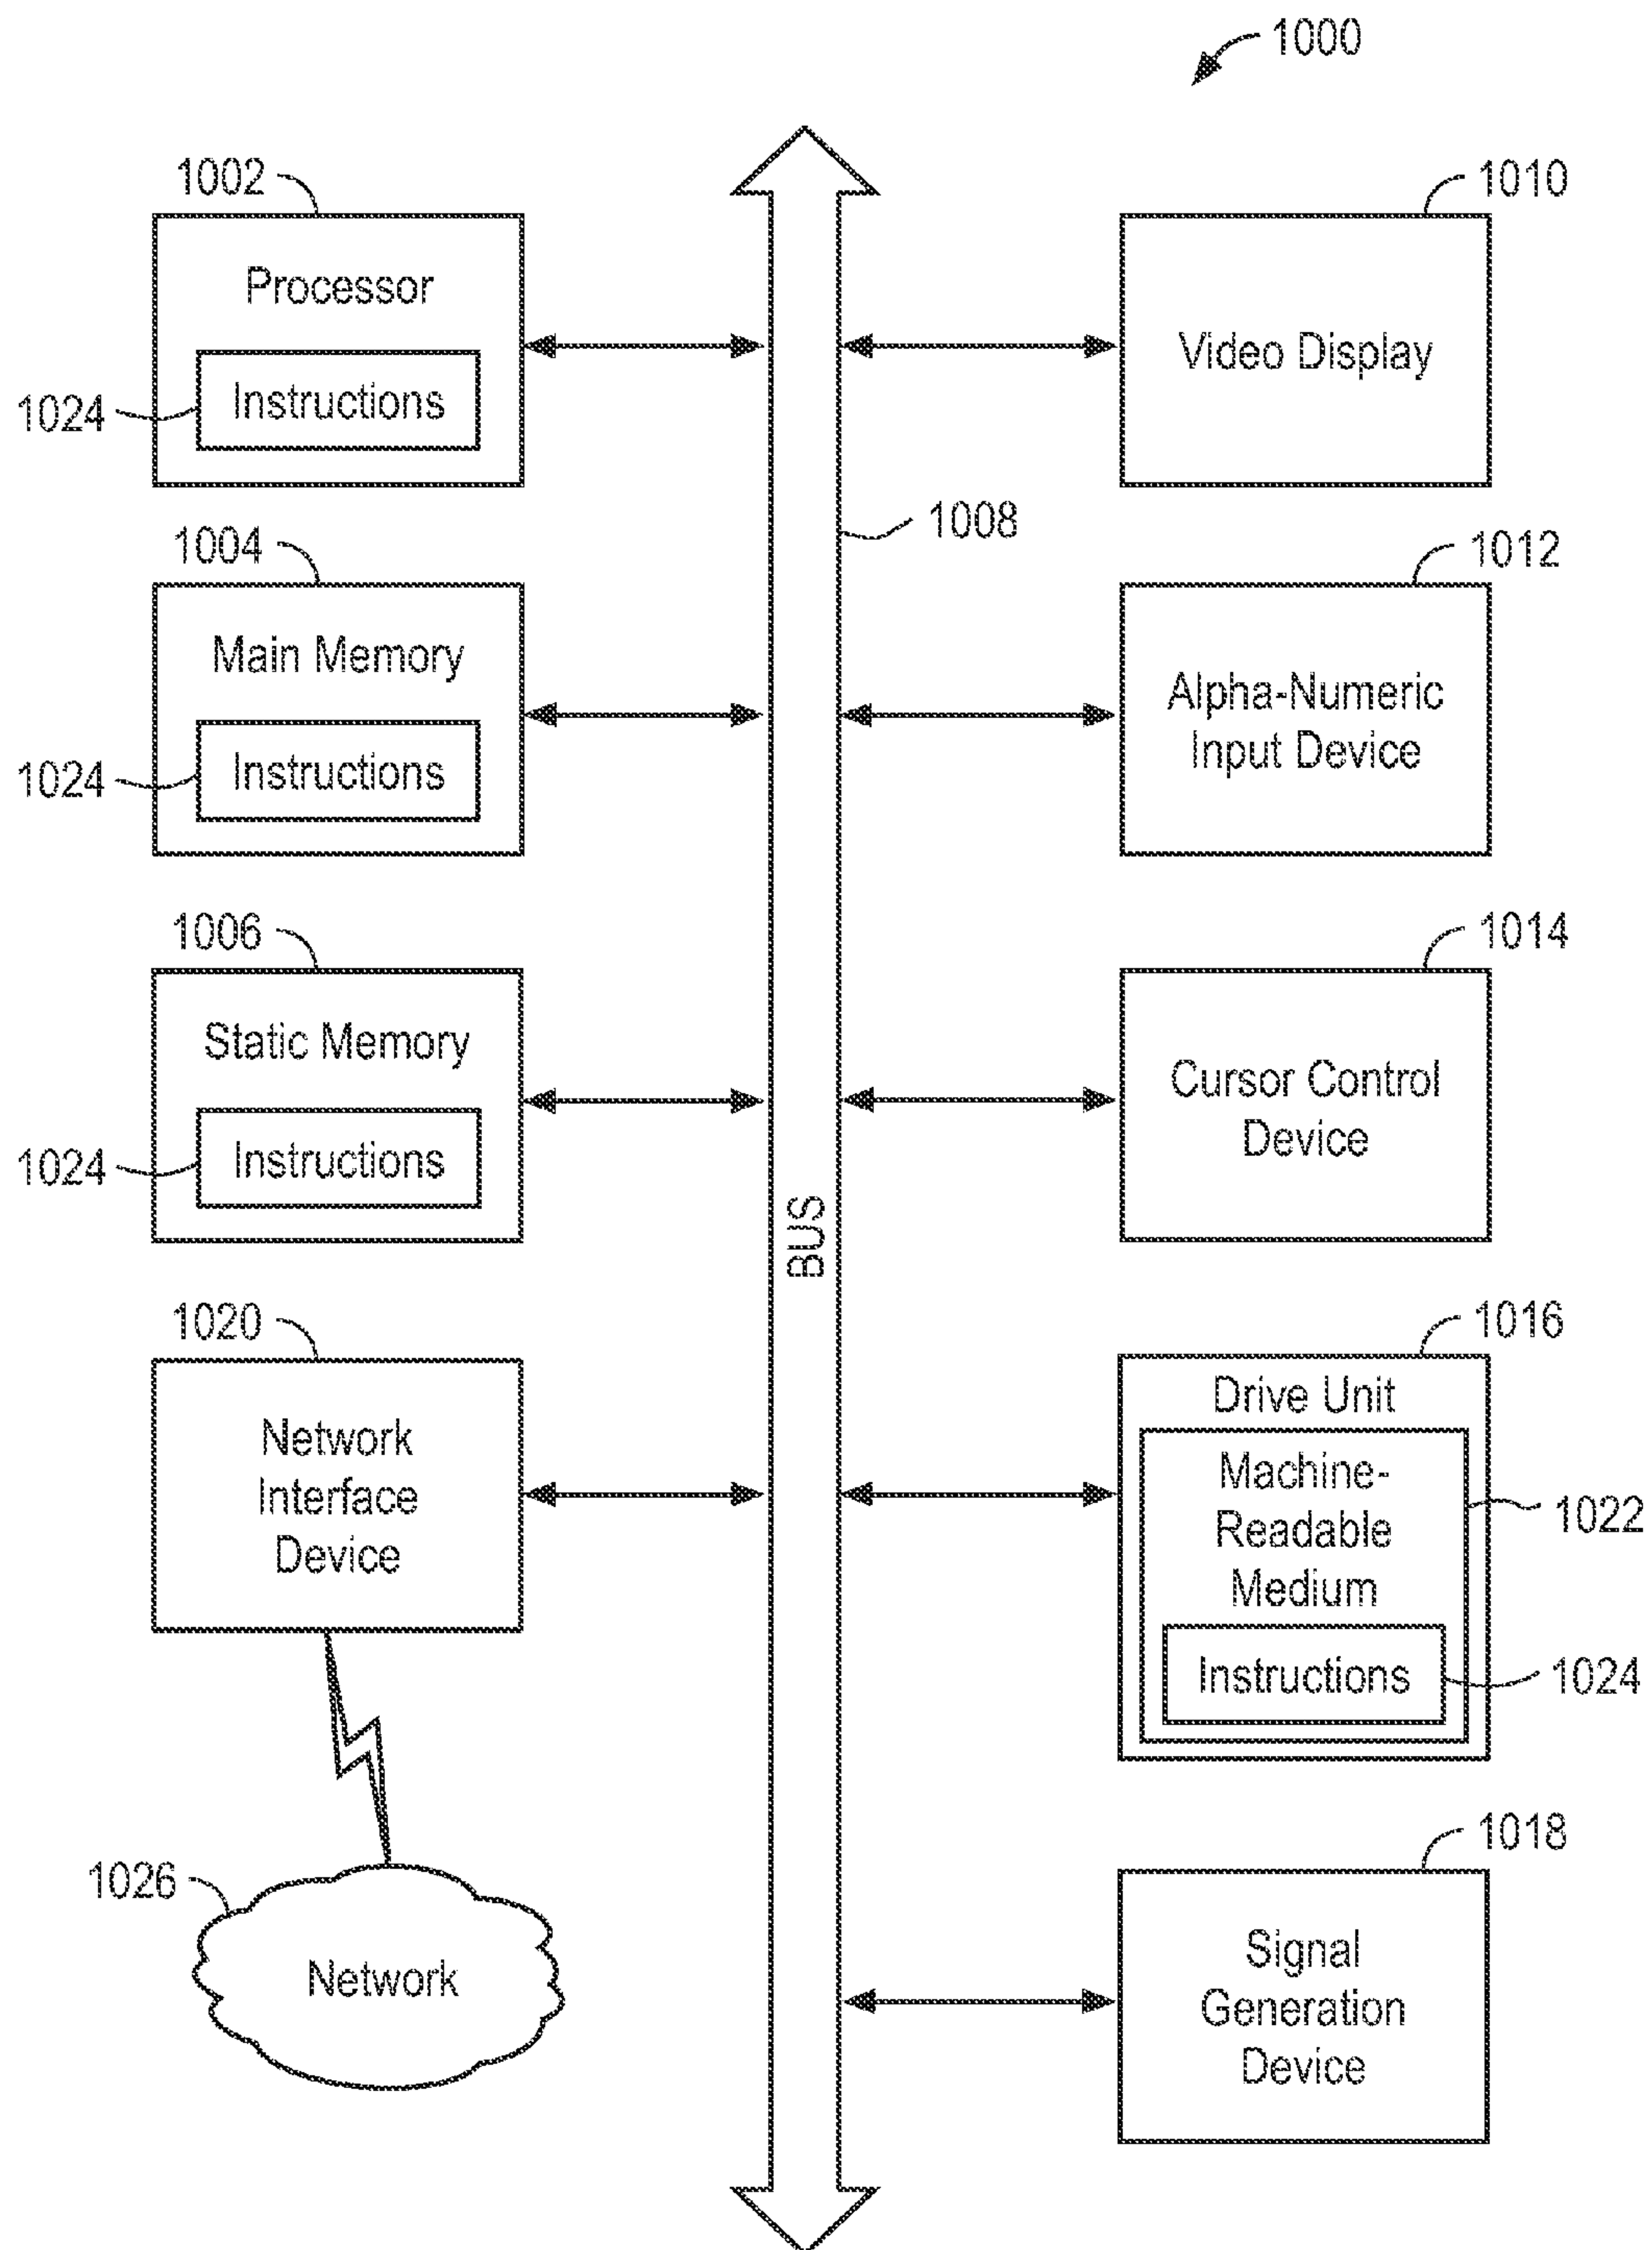 1000
1002
Processor
1024
Instructions
1004
Main Memory
1024
Instructions
1006
Static Memory
1024
Instructions
1020
Network
Interface
Device
1026
Network
BUS
1008
1010
Video Display
1012
Alpha-Numeric
Input Device
1014
Cursor Control
Device
1016
Drive Unit
Machine-
Readable
Medium
1022
Instructions
1024
1018
Signal
Generation
Device